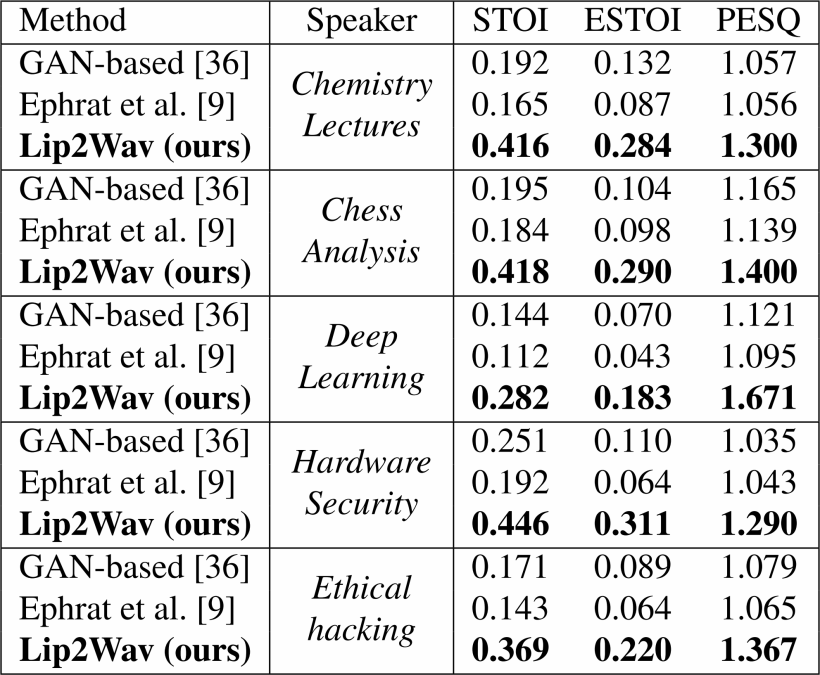 Method Speaker STOI ESTOI PESQ
GAN-based [36] 0.192 0.132 1.057
Chemistry
Ephrat et al. [9] 0.165 0.087 1.056
Lectures
Lip2Wav (ours) 0.416 0.284 1.300
GAN-based [36] 0.195 0.104 1.165
Chess
Ephrat et al. [9] 0.184 0.098 1.139
Analysis
Lip2Wav (ours) 0.418 0.290 1.400
GAN-based [36] 0.144 0.070 1.121
Deep
Ephrat et al. [9] 0.112 0.043 1.095
Learning
Lip2Wav (ours) 0.282 0.183 1.671
GAN-based [36] 0.251 0.110 1.035
Hardware
Ephrat et al. [9] 0.192 0.064 1.043
Security
Lip2Wav (ours) 0.446 0.311 1.290
GAN-based [36] 0.171 0.089 1.079
Ethical
Ephrat et al. [9] 0.143 0.064 1.065
hacking
Lip2Wav (ours) 0.369 0.220 1.367